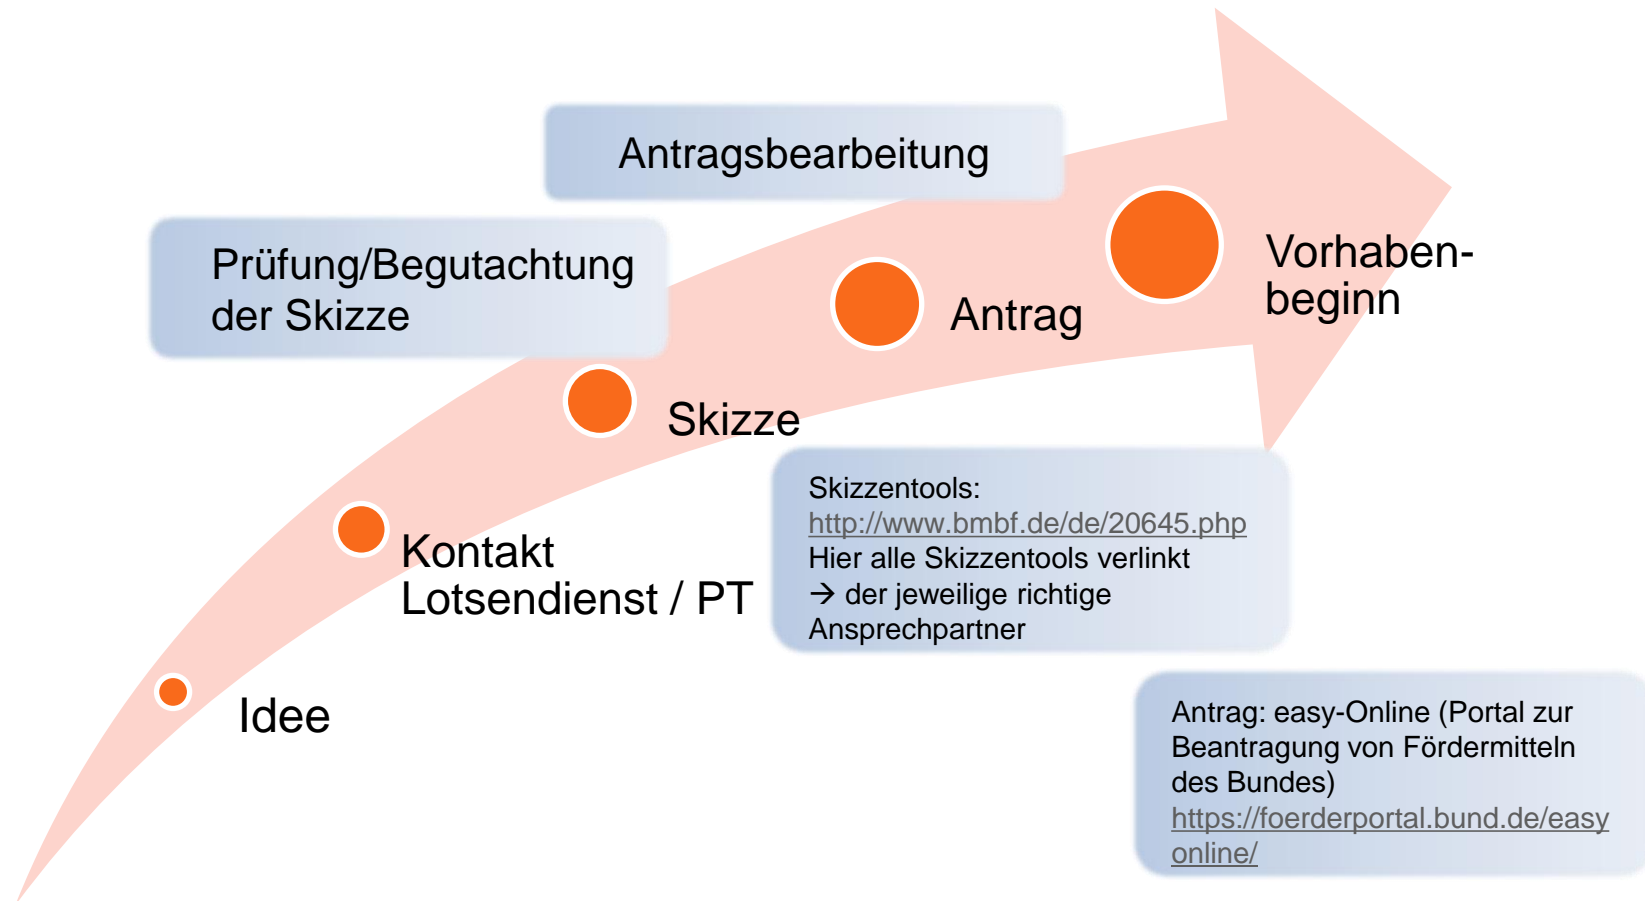 Antragsbearbeitung
Prüfung/Begutachtung
der Skizze
Vorhaben-
beginn
Antrag
Skizze
Kontakt
Lotsendienst / PT
Idee
Skizzentools:
http://www.bmbf.de/de/20645.php
Hier alle Skizzentools verlinkt
→ der jeweilige richtige
Ansprechpartner
Antrag: easy-Online (Portal zur
Beantragung von Fördermitteln
des Bundes)
https://foerderportal.bund.de/easy
online/